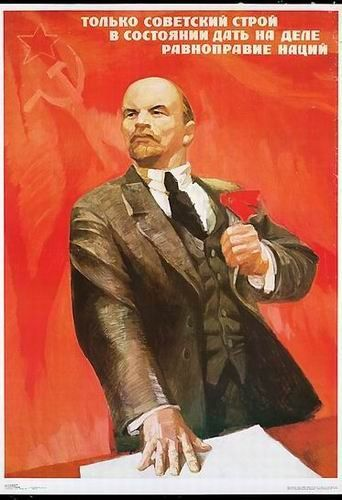 ТОЛЬКО СОВЕТСКИЙ СТРОЙ
В СОСТОЯНИИ ДАТЬ НА ДЕЛЕ
РАВНОПРАВИЕ НАЦИЙ